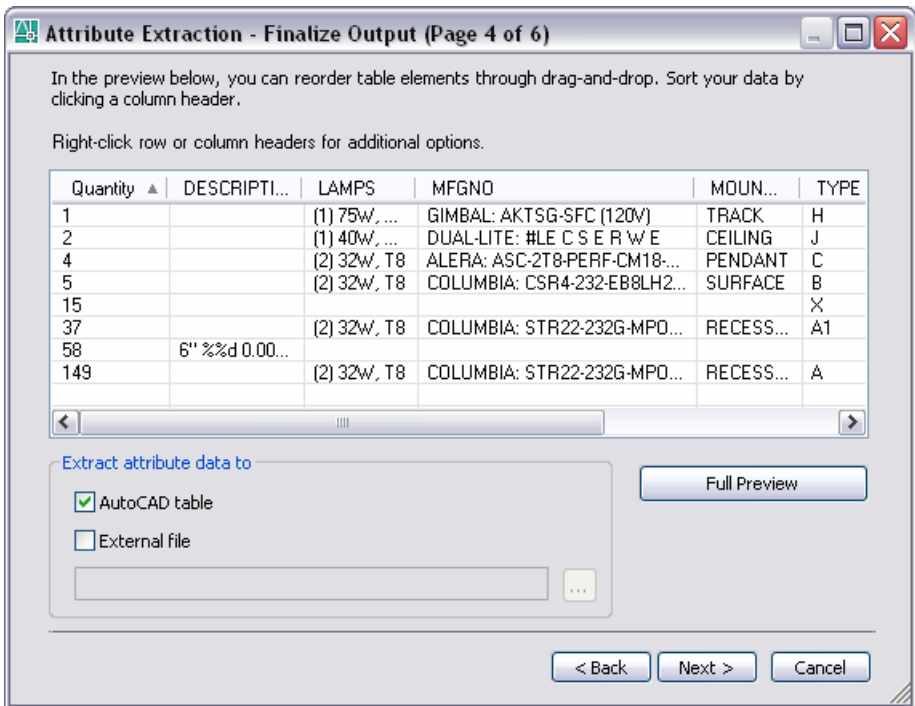 Attribute Extraction - Finalize Output (Page 4 of 6)
In the preview below, you can reorder table elements through drag-and-drop. Sort your data by
clicking a column header.
Right-click row or column headers for additional options.
Quantity DESCRIPTI... LAMPS MFGNO MOUN... TYPE
1 (1) 75W, ... GIMBAL: AKTSG-SFC (120V) TRACK H
2 (1) 40W, ... DUAL-LITE: #LE C S E R W E CEILING J
4 (2) 32W, T8 ALERA: ASC-2T8-PERF-CM18-... PENDANT C
5 (2) 32W, T8 COLUMBIA: CSR4-232-EB8LH2... SURFACE B
15 X
37 (2) 32W, T8 COLUMBIA: STR22-232G-MPO... RECESS... A1
58 6" %%d 0.00...
149 (2) 32W, T8 COLUMBIA: STR22-232G-MPO... RECESS... A
Extract attribute data to
Full Preview
AutoCAD table
External file
...
< Back Next > Cancel